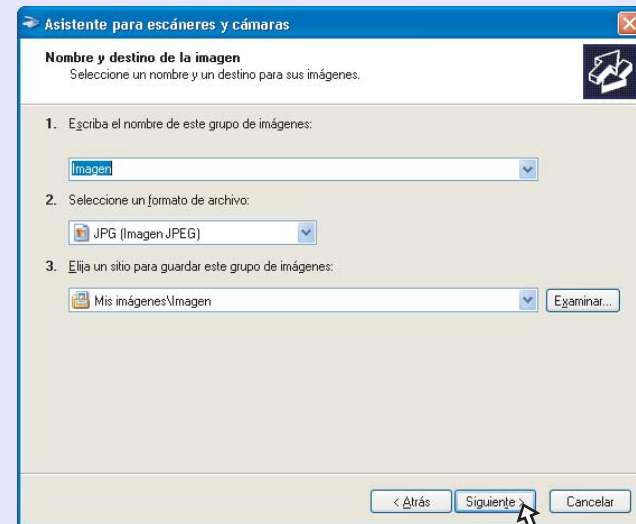 Asistente para escáneres y cámaras
Nombre y destino de la imagen
Seleccione un nombre y un destino para sus imágenes.
1. Escriba el nombre de este grupo de imágenes:
Imagen
2. Seleccione un formato de archivo:
JPG (Imagen JPEG)
3. Elija un sitio para guardar este grupo de imágenes:
Mis imágenes\Imagen
Examinar...
< Atrás
Siguiente >
Cancelar